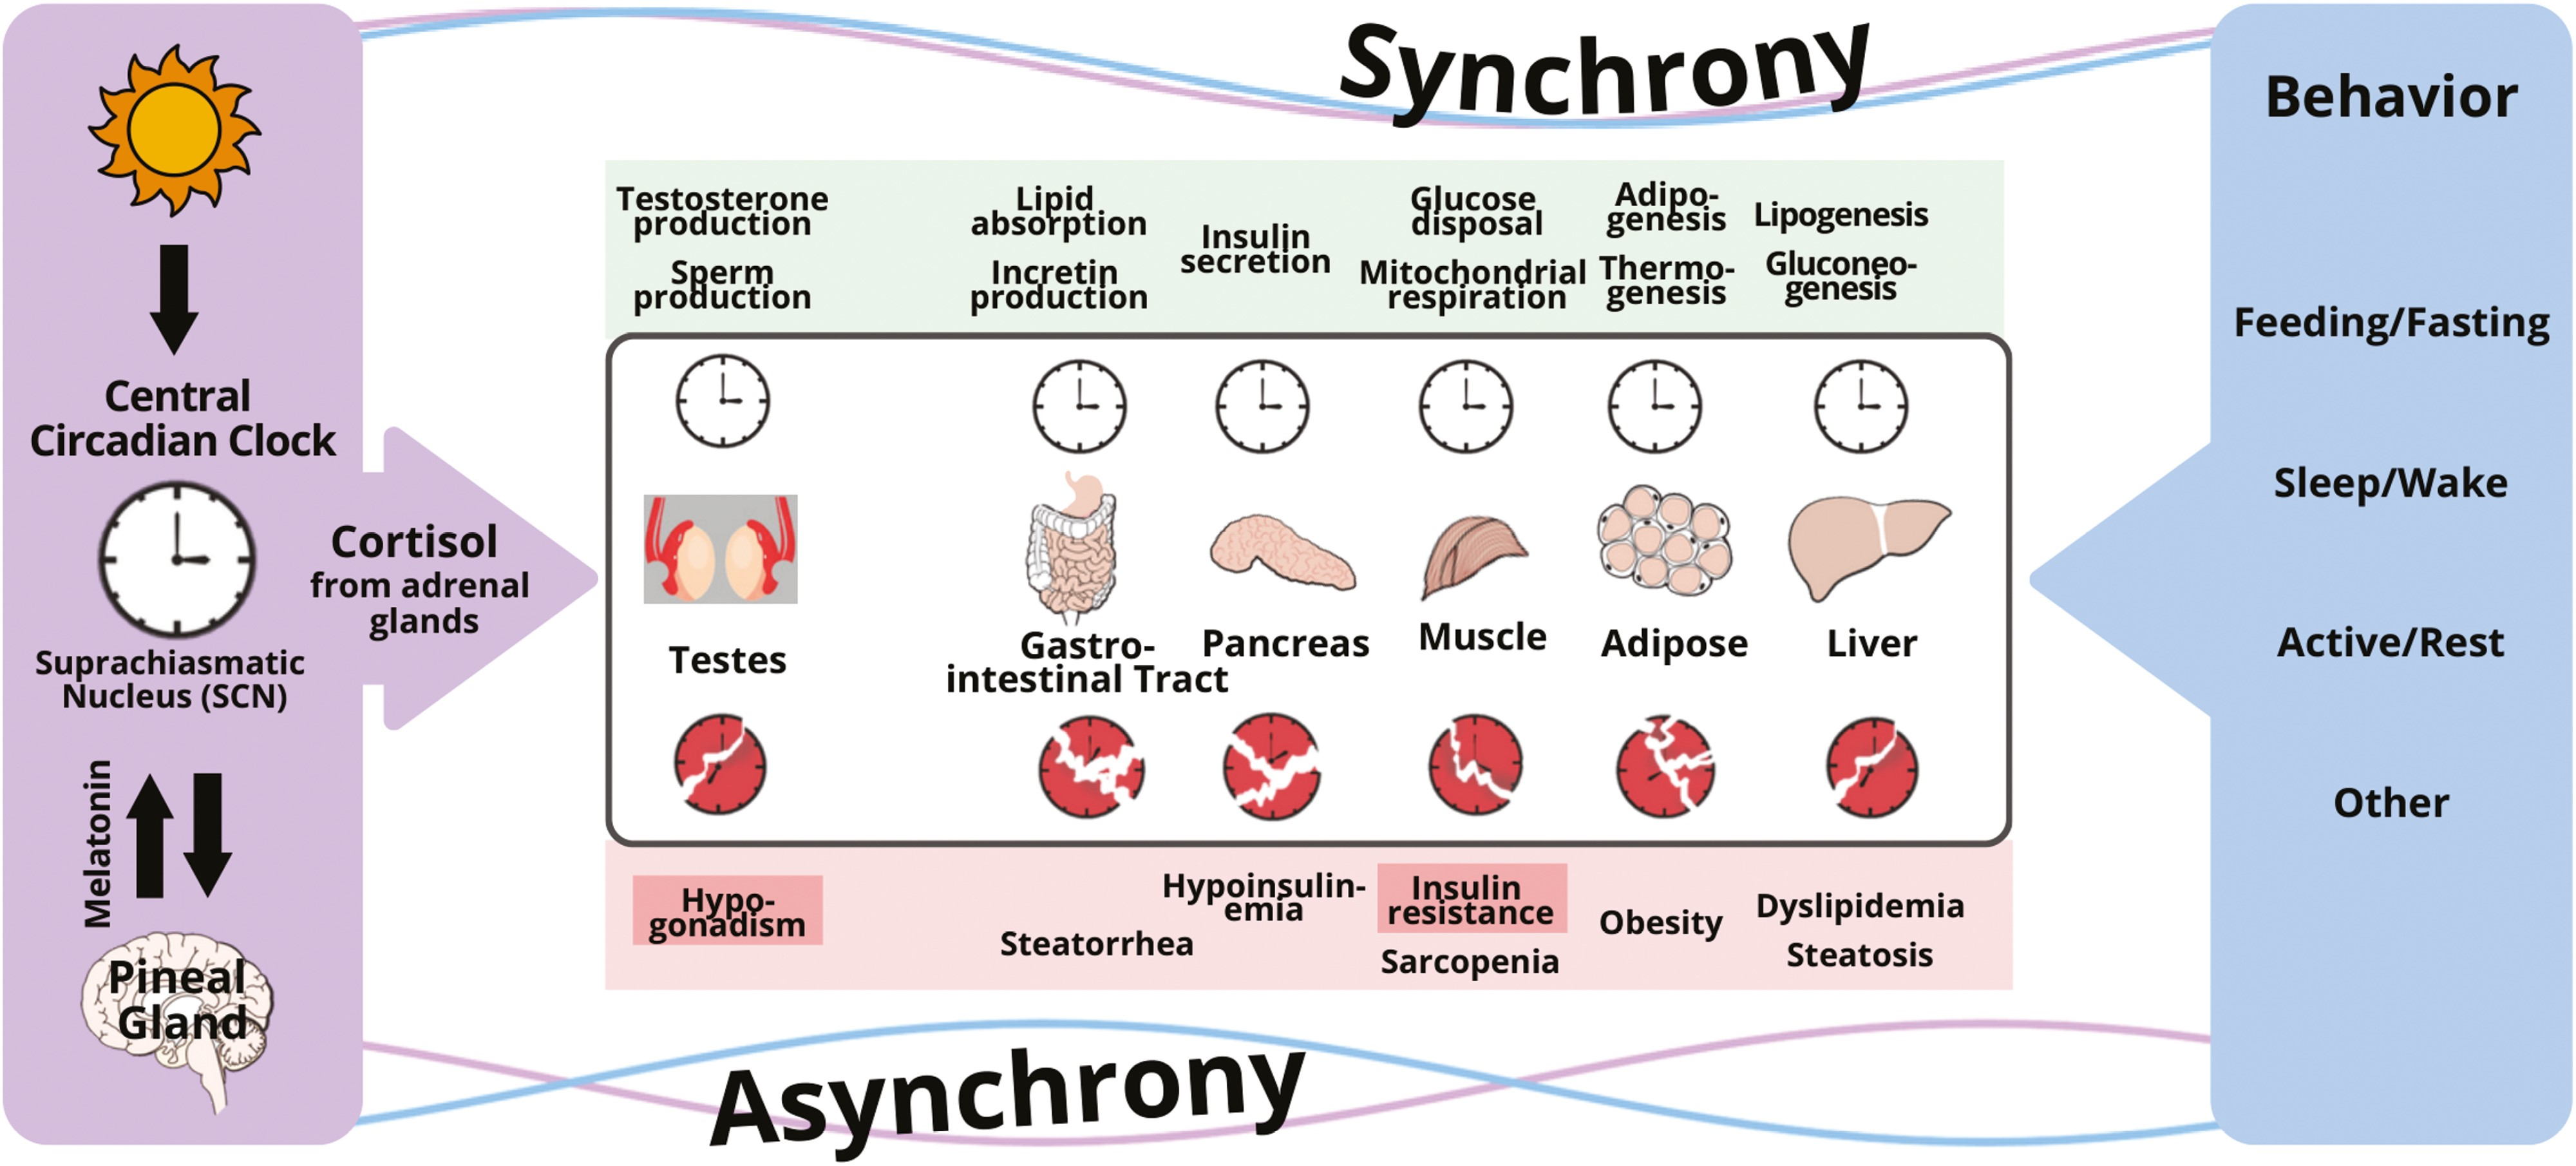 Synchrony
Behavior
Feeding/Fasting
Sleep/Wake
Active/Rest
Other
Central
Circadian Clock
Suprachiasmatic
Nucleus (SCN)
Melatonin
Pineal
Gland
Cortisol
from adrenal
glands
Testosterone
production
Sperm
production
Lipid
absorption
Incretin
production
Insulin
secretion
Glucose
disposal
Mitochondrial
respiration
Adipo-
genesis
Thermo-
genesis
Lipogenesis
Gluconeo-
genesis
Testes
Gastro-
intestinal Tract
Pancreas
Muscle
Adipose
Liver
Hypo-
gonadism
Steatorrhea
Hypoinsulin-
emia
Insulin
resistance
Sarcopenia
Obesity
Dyslipidemia
Steatosis
Asynchrony